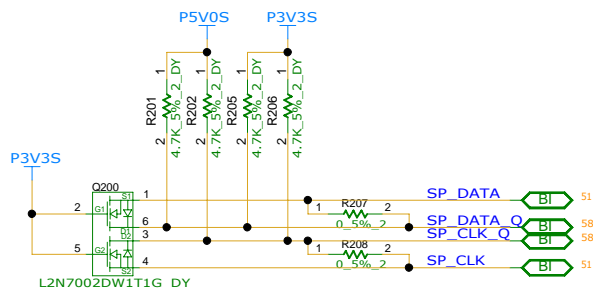 P5V0S P3V3S
1 1 1 1
R201 4.7K_5%_2_DY
R202 4.7K_5%_2_DY
R205 4.7K_5%_2_DY
R206 4.7K_5%_2_DY
2 2 2 2
P3V3S
Q200
S1 1 SP_DATA BI 51
2 G1 1 R207 2
D1 6 0_5%_2 SP_DATA_Q BI 58
D2 3 SP_CLK_Q BI 58
5 G2 1 R208 2
S2 4 0_5%_2 SP_CLK BI 51
L2N7002DW1T1G_DY